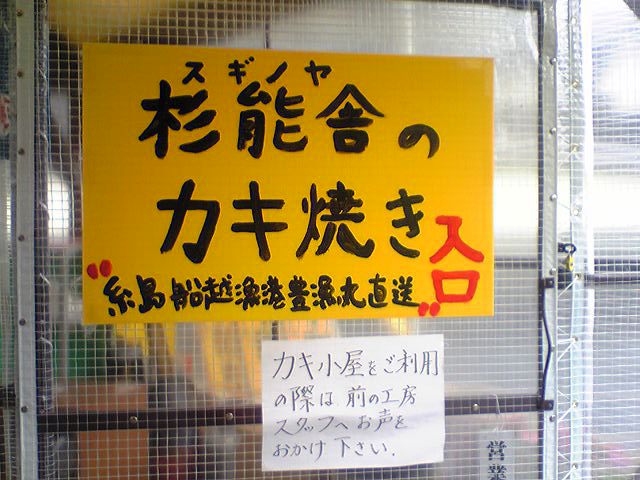 スギノヤ
杉能舎の
カキ焼き
入口
"糸島船越漁港豊漁丸直送"
カキ小屋をご利用
の際は、前の工房
スタッフへお声を
おかけ下さい.
営業